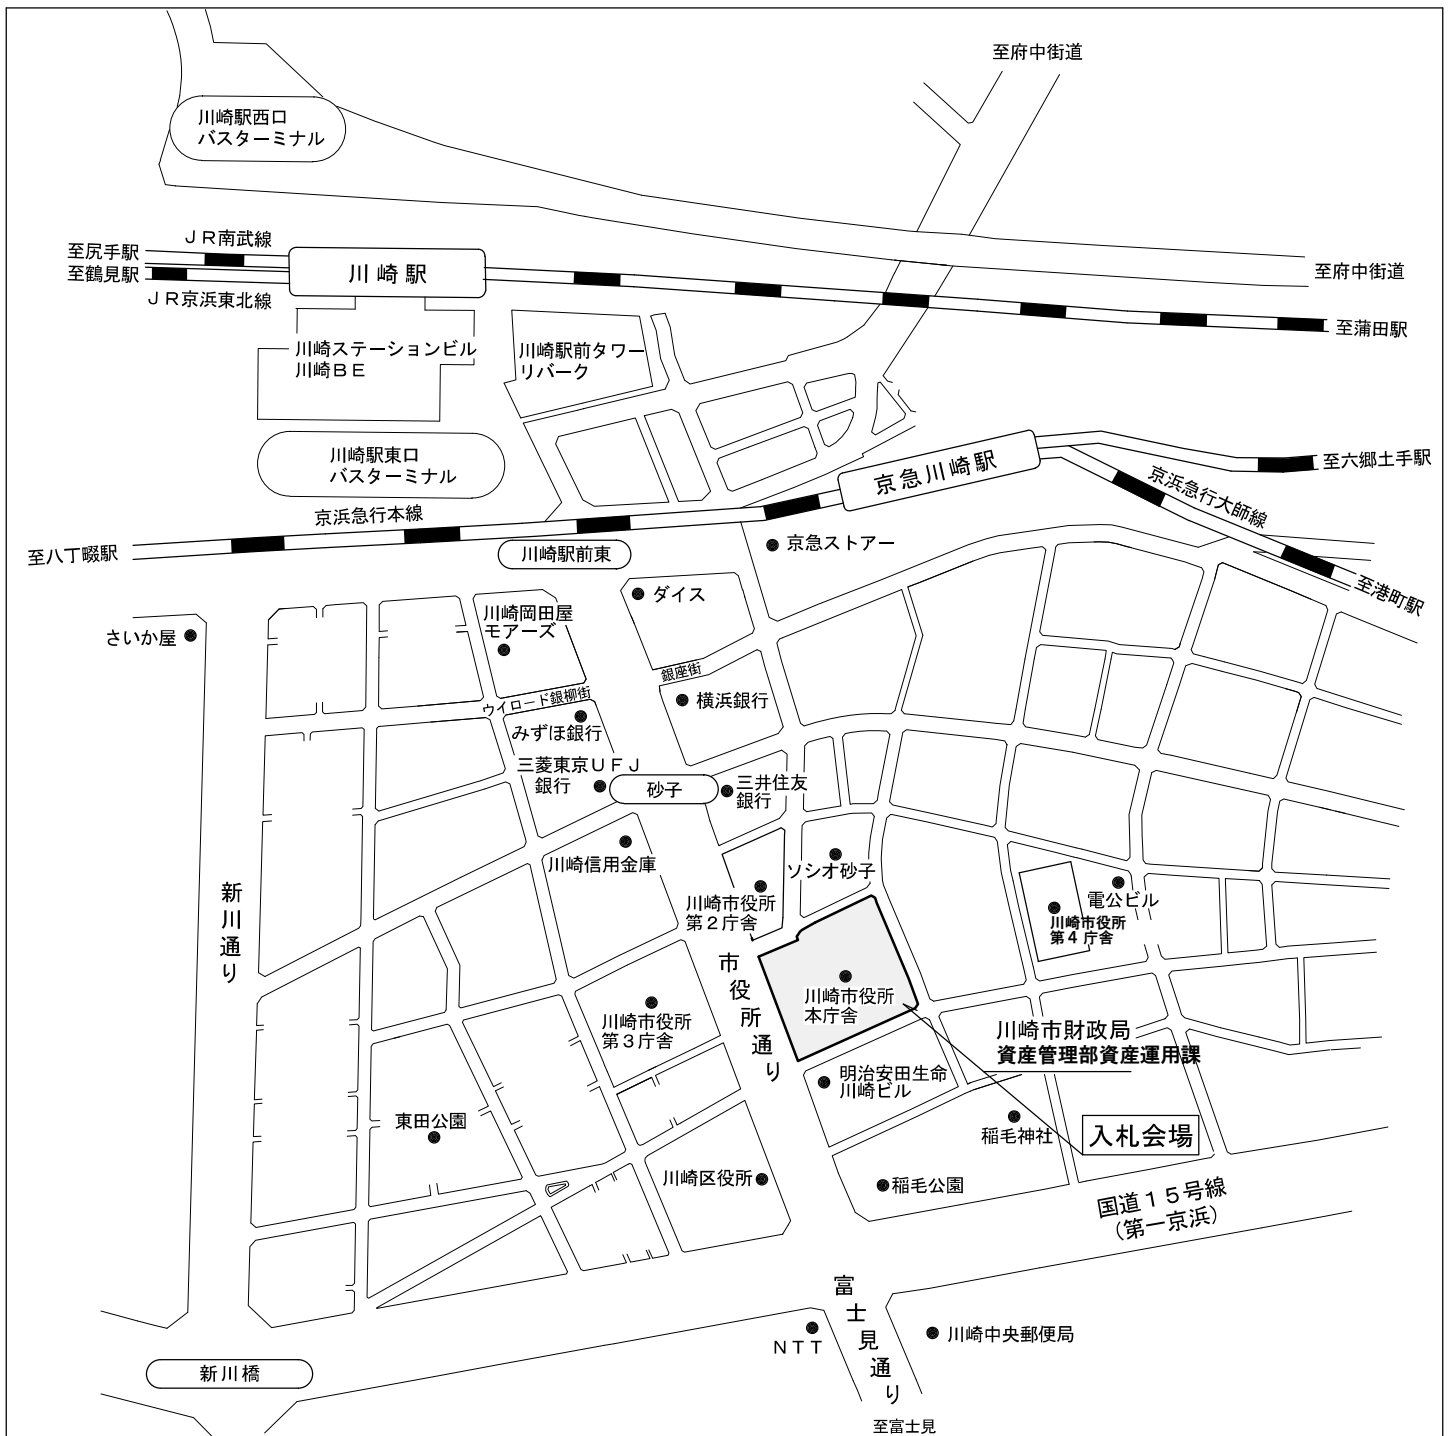 至府中街道
川崎駅西口
バスターミナル
JR南武線
至尻手駅
至鶴見駅
川崎駅
至府中街道
JR京浜東北線
至蒲田駅
川崎ステーションビル
川崎BE
川崎駅前タワー
リバーク
川崎駅東口
バスターミナル
京急川崎駅
至六郷土手駅
京浜急行大師線
京浜急行本線
至八丁畷駅
川崎駅前東
京急ストアー
至港町駅
ダイス
川崎岡田屋
モアーズ
さいか屋
銀座街
ウイロード銀柳街
横浜銀行
みずほ銀行
三菱東京UFJ
銀行
砂子
三井住友
銀行
川崎信用金庫
ソシオ砂子
新川通り
川崎市役所
第2庁舎
電公ビル
川崎市役所
第4庁舎
市役所通り
川崎市役所
本庁舎
川崎市役所
第3庁舎
川崎市財政局
資産管理部資産運用課
明治安田生命
川崎ビル
東田公園
稲毛神社
入札会場
川崎区役所
稲毛公園
国道15号線
(第一京浜)
富士見通り
NTT
川崎中央郵便局
新川橋
至富士見